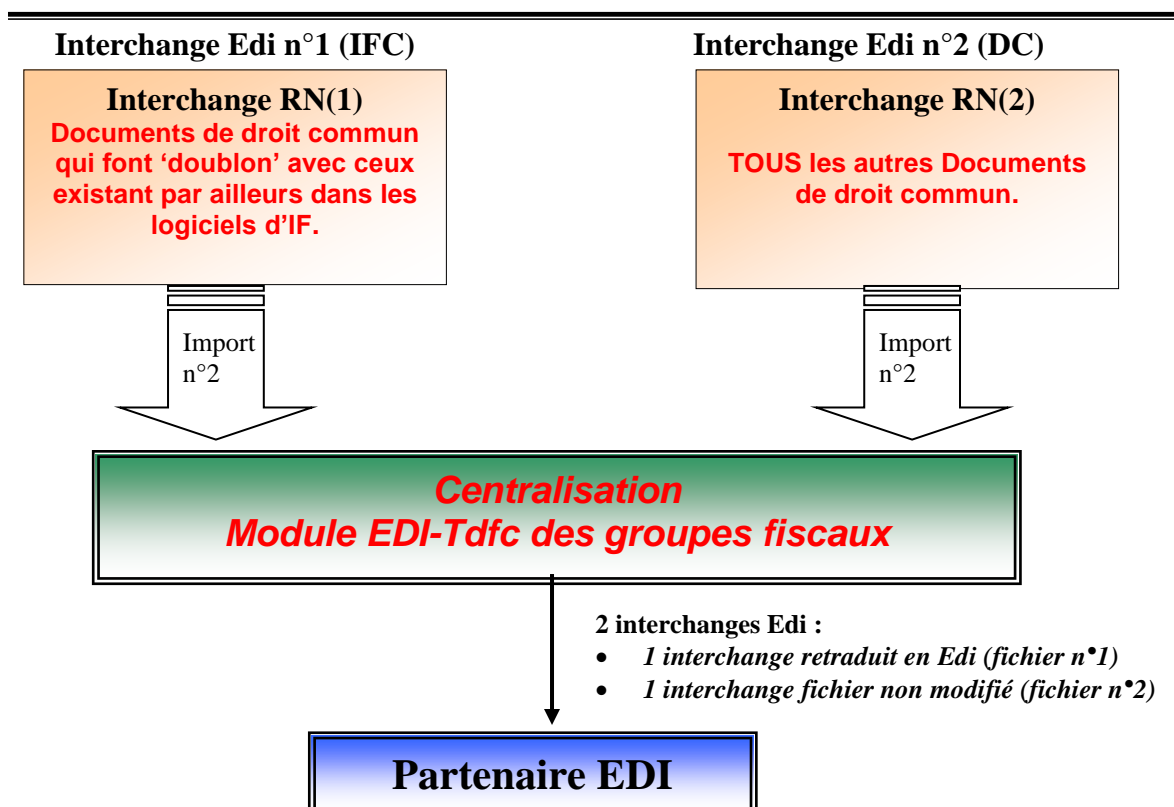 Interchange Edi n°1 (IFC)
Interchange RN(1)
Documents de droit commun
qui font ‘doublon’ avec ceux
existant par ailleurs dans les
logiciels d’IF.
Import
n°2
Interchange Edi n°2 (DC)
Interchange RN(2)
TOUS les autres Documents
de droit commun.
Import
n°2
Centralisation
Module EDI-Tdfc des groupes fiscaux
2 interchanges Edi :
• 1 interchange retraduit en Edi (fichier n°1)
• 1 interchange fichier non modifié (fichier n°2)
Partenaire EDI